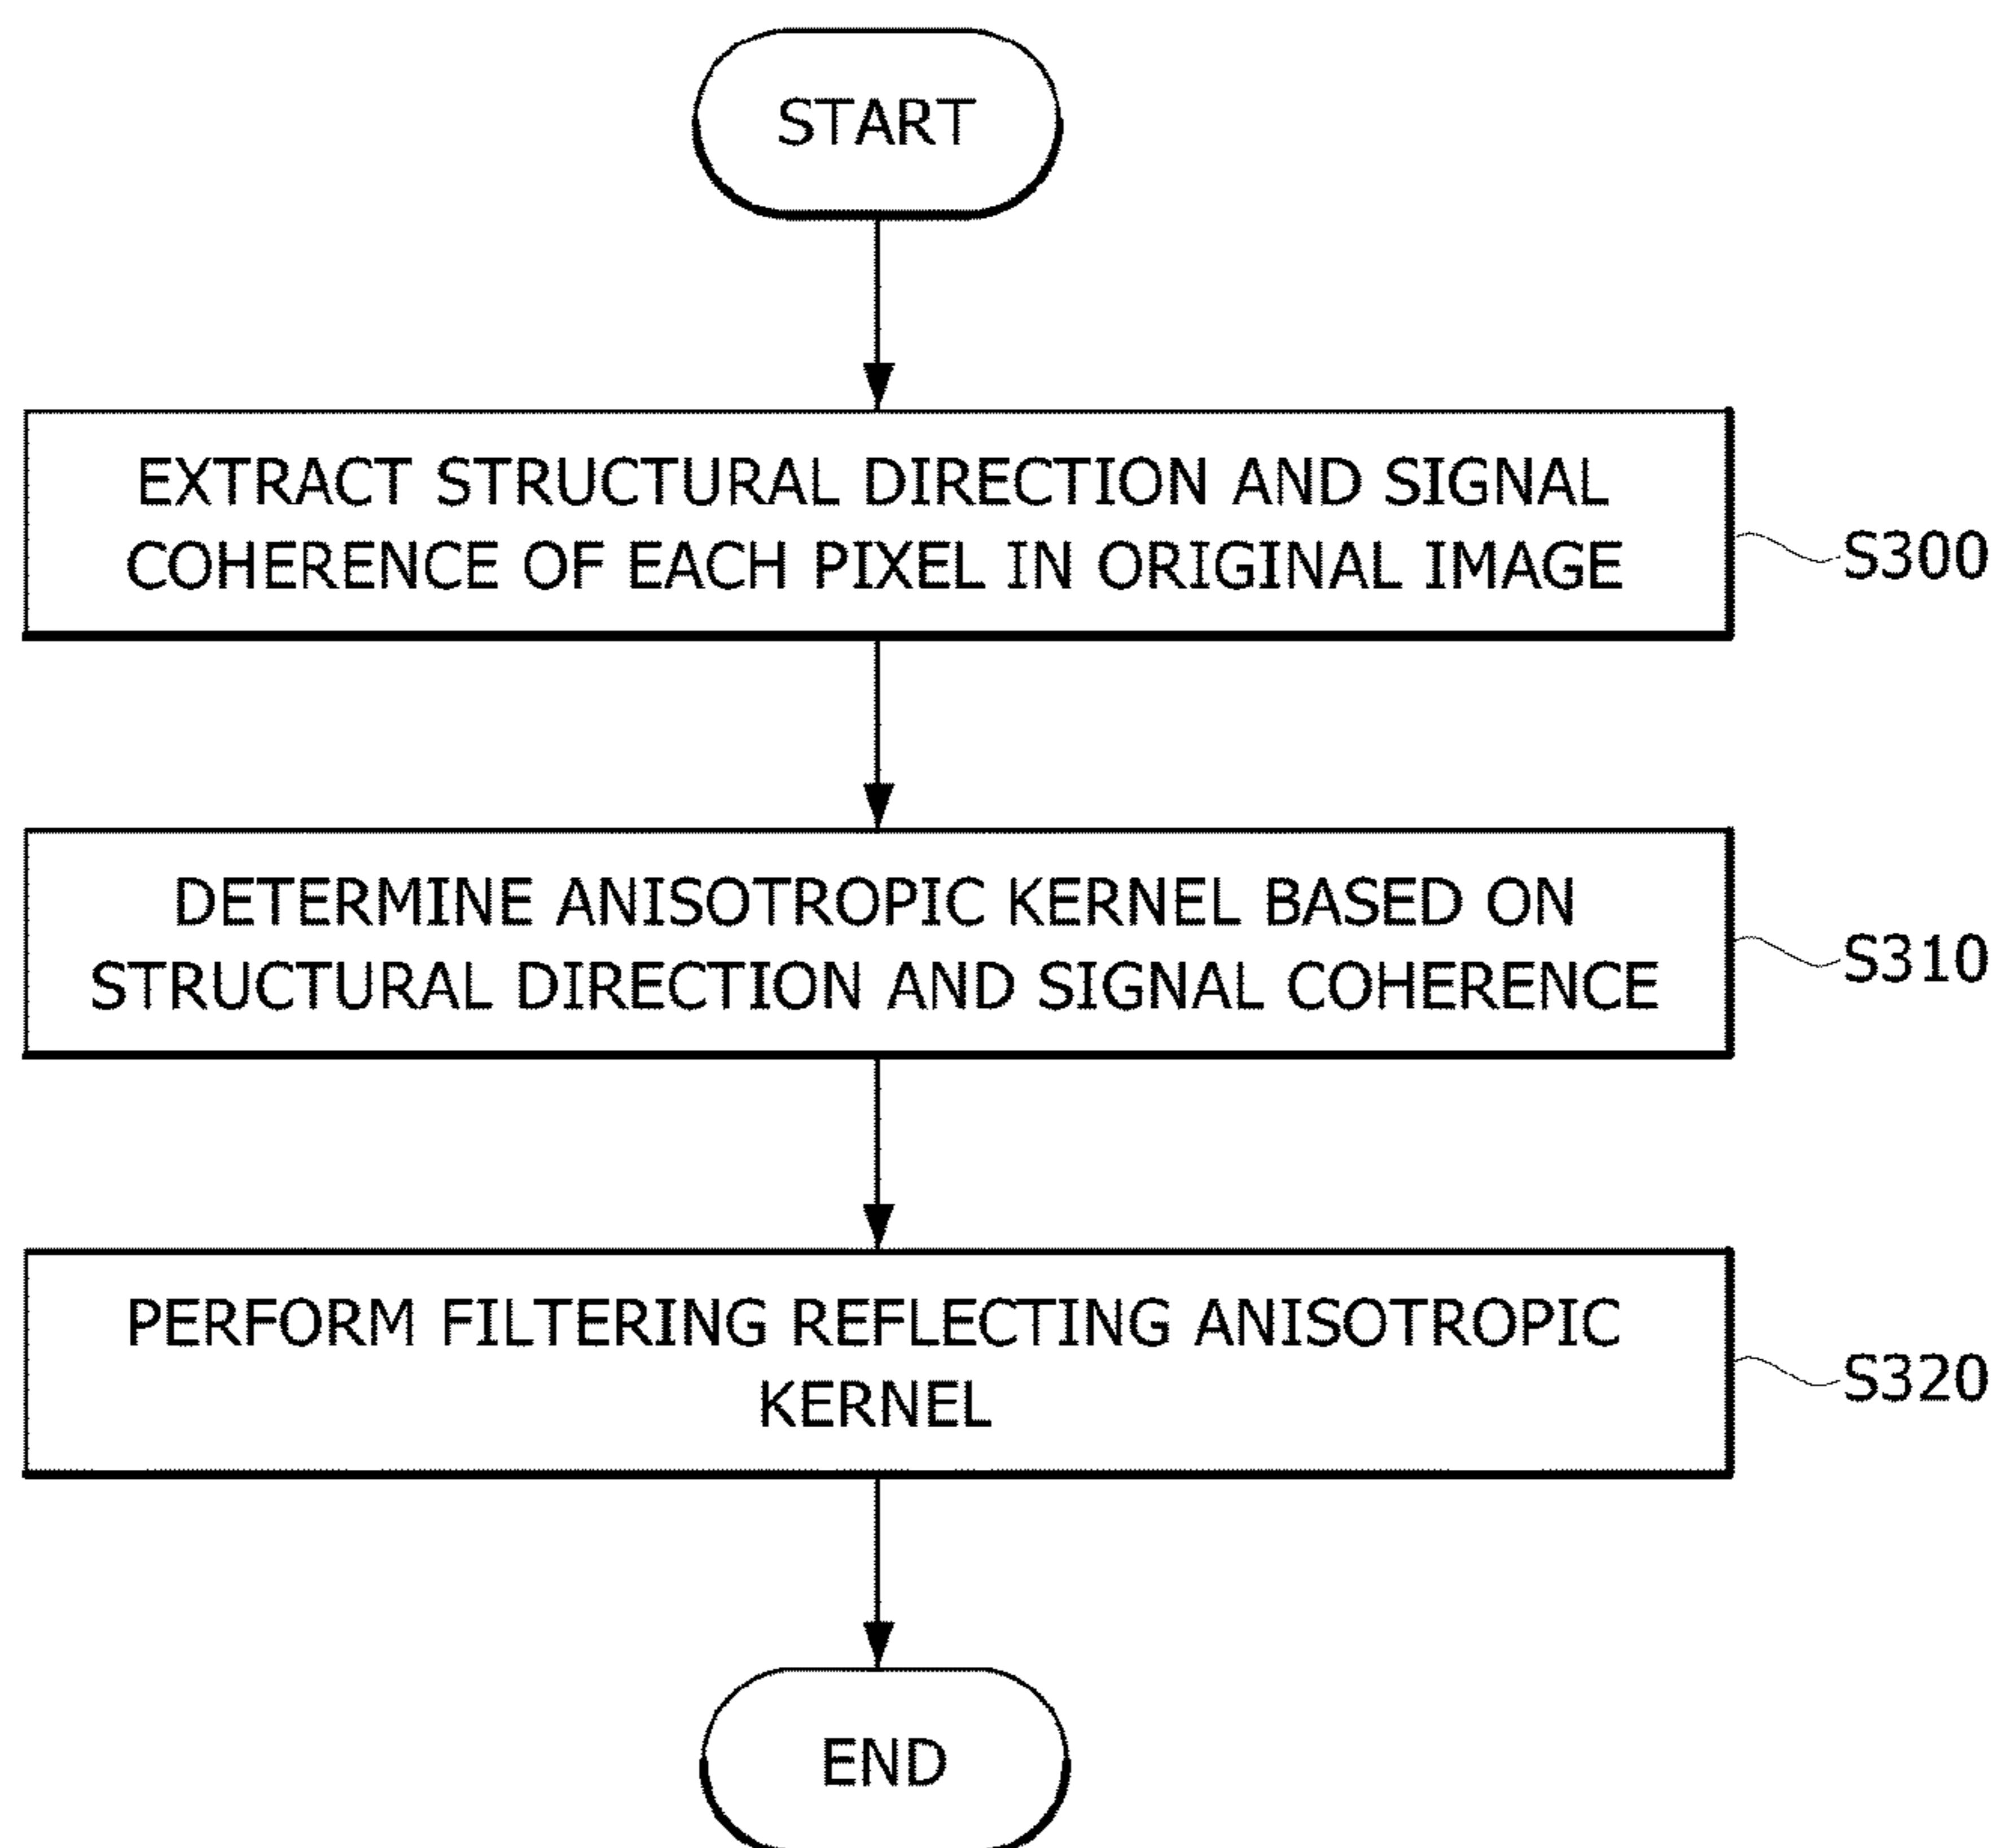 START
EXTRACT STRUCTURAL DIRECTION AND SIGNAL
COHERENCE OF EACH PIXEL IN ORIGINAL IMAGE
S300
DETERMINE ANISOTROPIC KERNEL BASED ON
STRUCTURAL DIRECTION AND SIGNAL COHERENCE
S310
PERFORM FILTERING REFLECTING ANISOTROPIC
KERNEL
S320
END